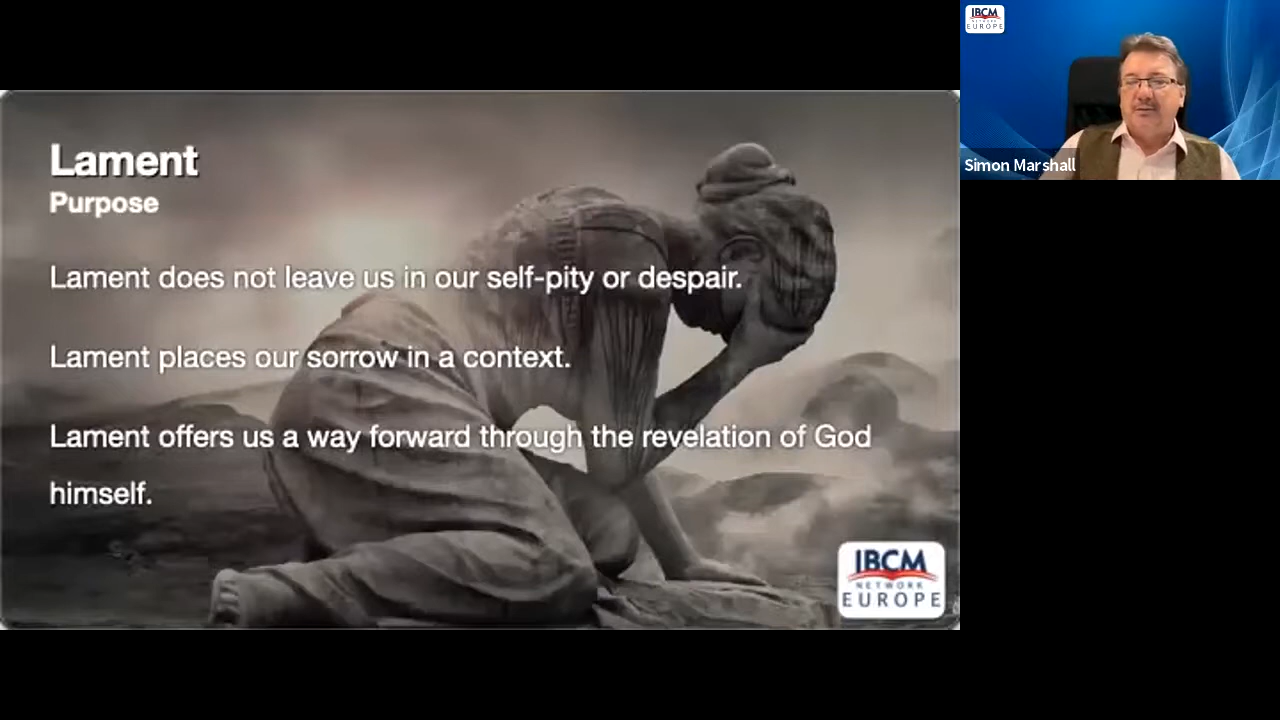 Lament
Purpose
Lament does not leave us in our self-pity or despair.
Lament places our sorrow in a context.
Lament offers us a way forward through the revelation of God
himself.
IBCM
NETWORK
EUROPE
IBCM
NETWORK
EUROPE
Simon Marshall